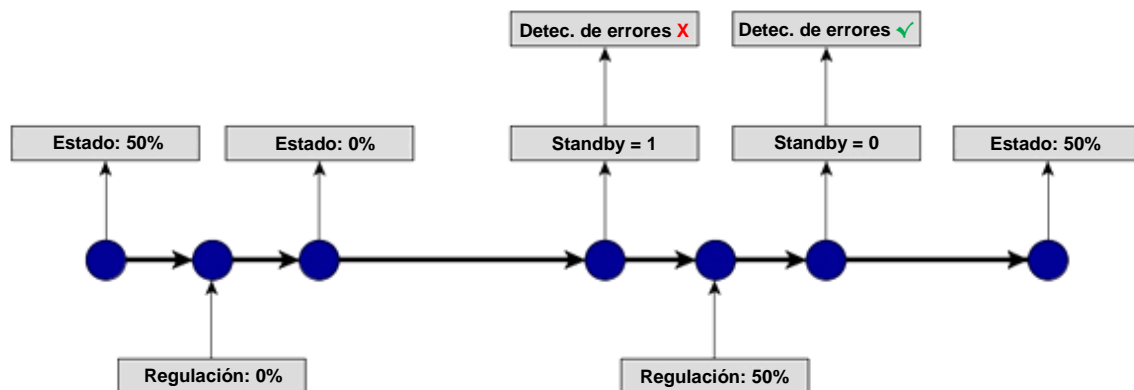 Detec. de errores X
Detec. de errores ✓
Estado: 50%
Estado: 0%
Standby = 1
Standby = 0
Estado: 50%
Regulación: 0%
Regulación: 50%